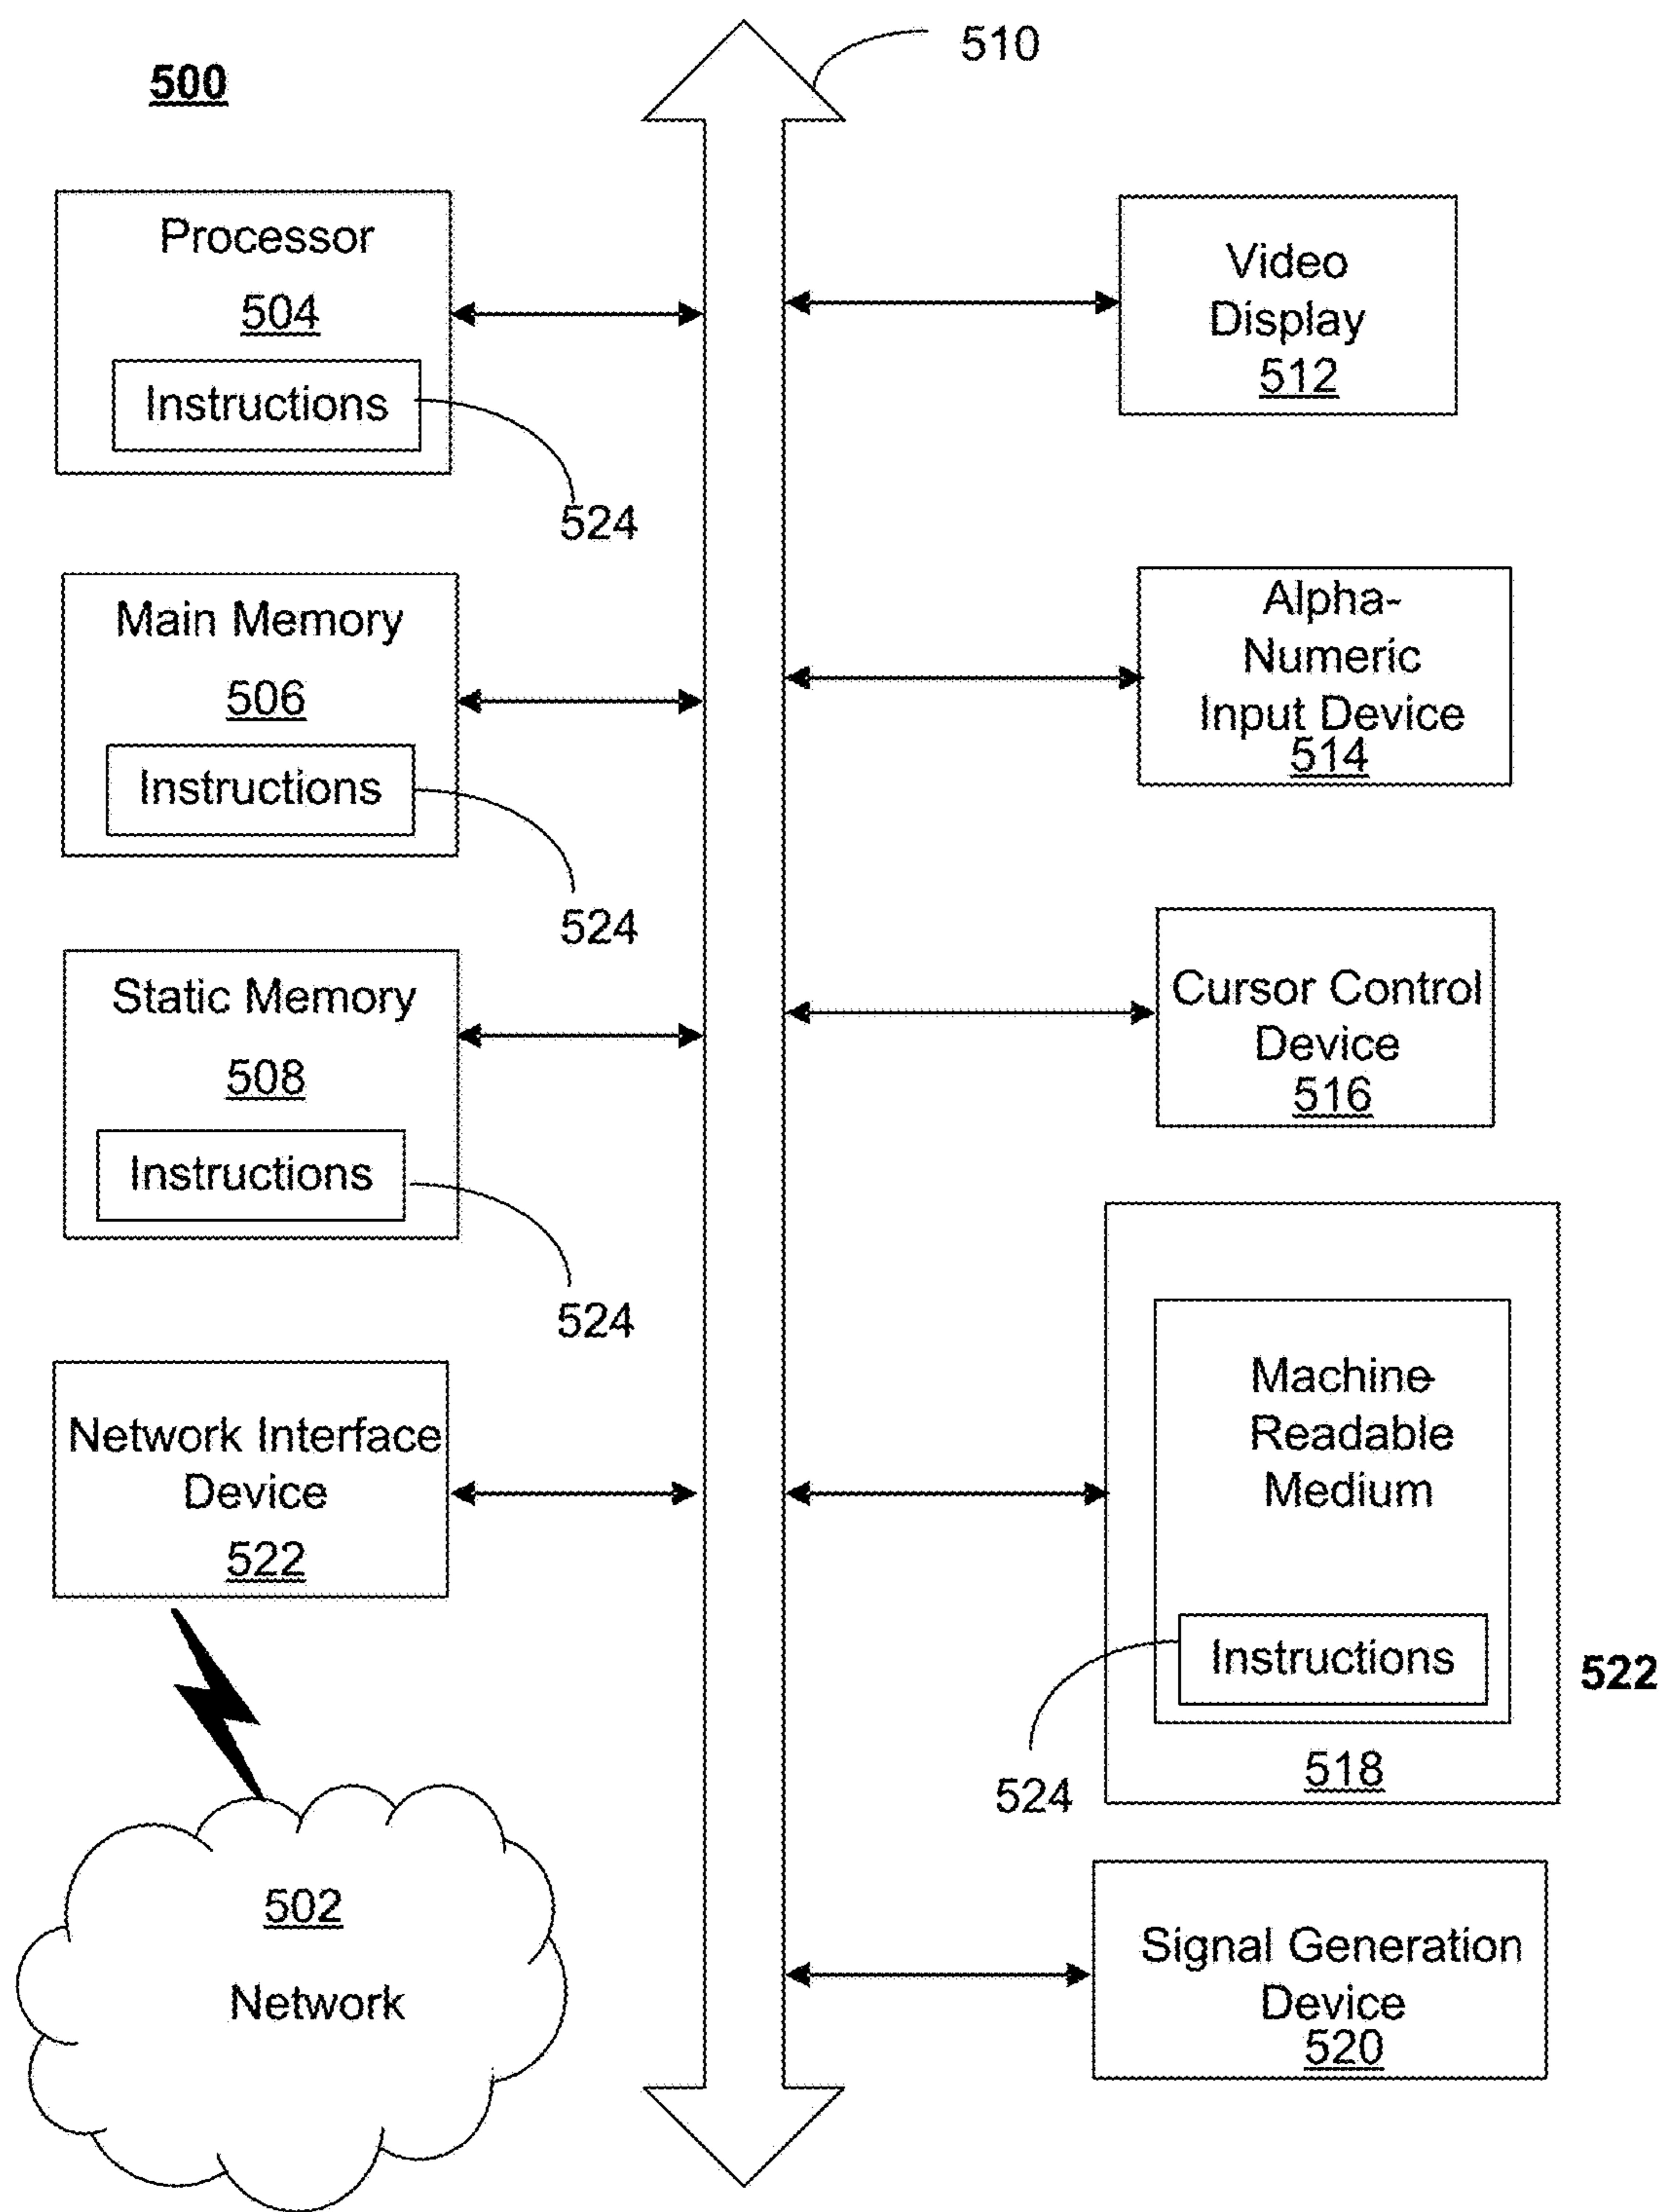 500
510
Processor
504
Instructions
524
Main Memory
506
Instructions
524
Static Memory
508
Instructions
524
Network Interface
Device
522
502
Network
Video
Display
512
Alpha-
Numeric
Input Device
514
Cursor Control
Device
516
Machine-
Readable
Medium
Instructions
522
524
518
Signal Generation
Device
520